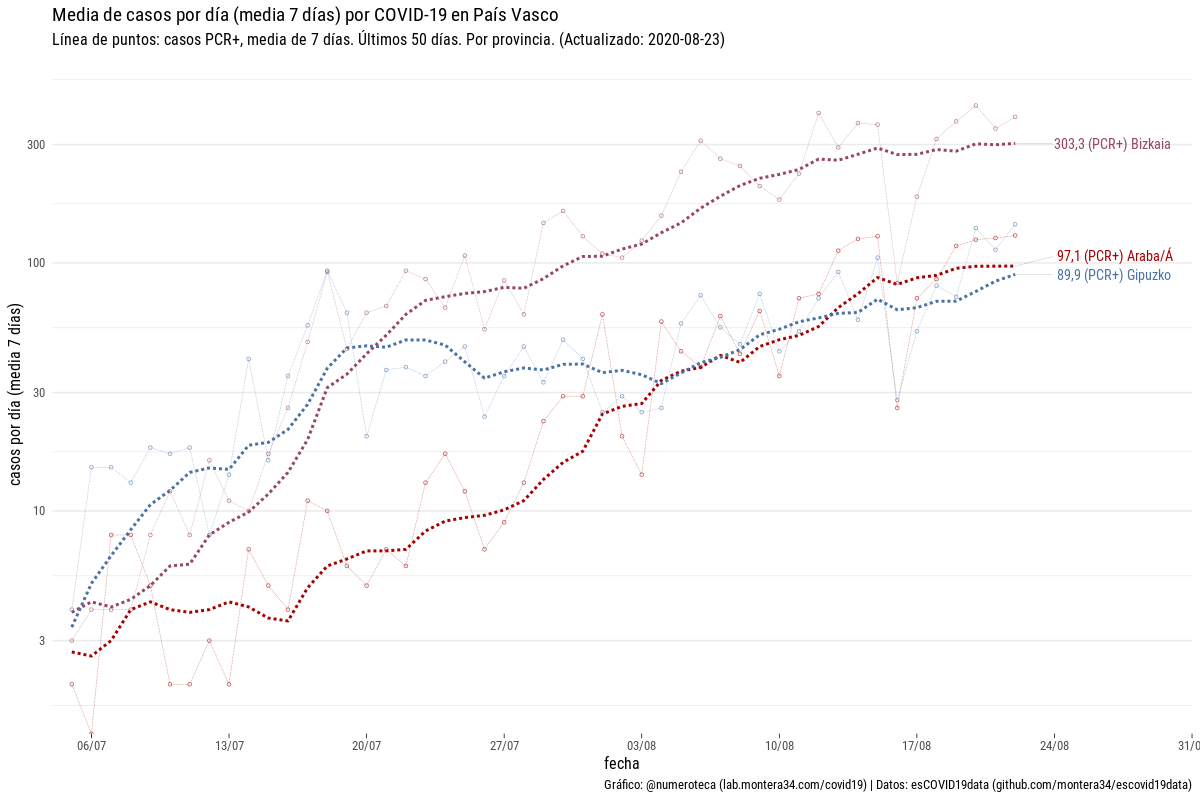 Media de casos por día (media 7 días) por COVID-19 en País Vasco
Línea de puntos: casos PCR+, media de 7 días. Últimos 50 días. Por provincia. (Actualizado: 2020-08-23)
casos por día (media 7 días)
300
100
30
10
3
303,3 (PCR+) Bizkaia
97,1 (PCR+) Araba/Á
89,9 (PCR+) Gipuzko
06/07
13/07
20/07
27/07
03/08
10/08
17/08
24/08
31/0
fecha
Gráfico: @numeroteca (lab.montera34.com/covid19) | Datos: esCOVID19data (github.com/montera34/escovid19data)